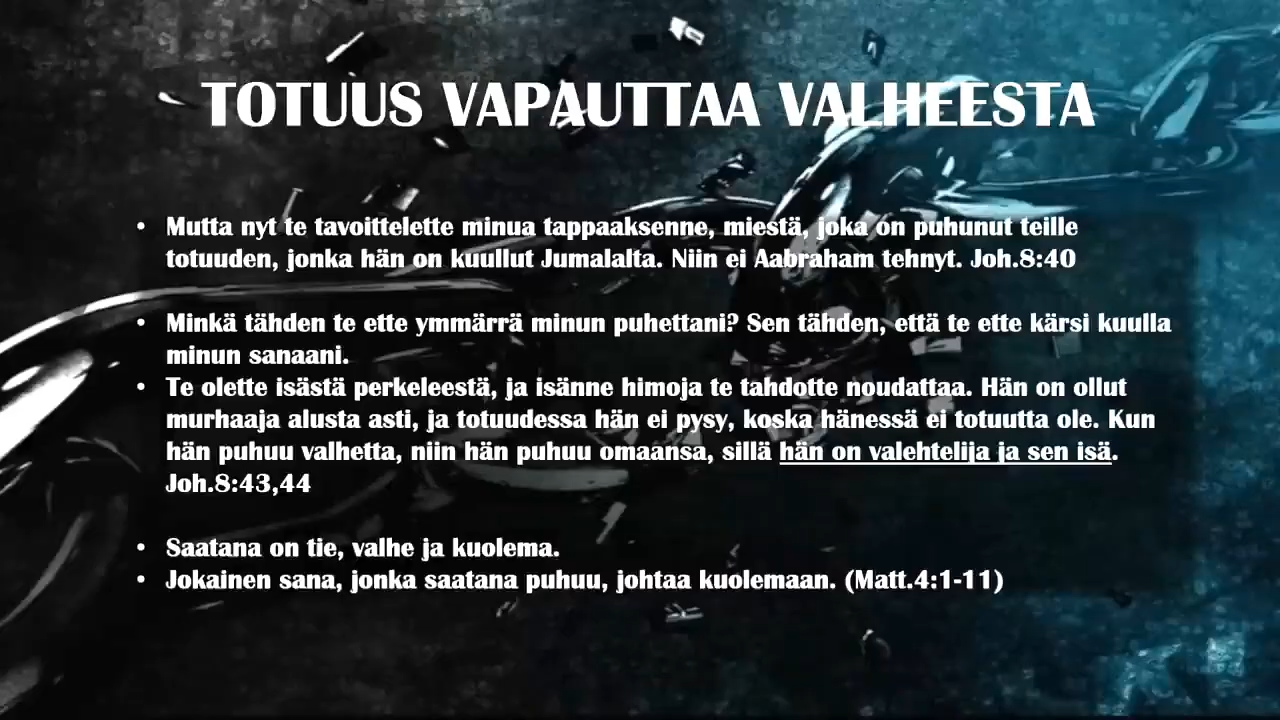 TOTUUS VAPAUTTAA VALHEESTA
• Mutta nyt te tavoittelette minua tappaaksenne, miestä, joka on puhunut teille
totuuden, jonka hän on kuullut Jumalalta. Niin ei Aabraham tehnyt. Joh.8:40
• Minkä tähden te ette ymmärrä minun puhettani? Sen tähden, että te ette kärsi kuulla
minun sanaani.
• Te olette isästä perkeleestä, ja isänne himoja te tahdotte noudattaa. Hän on ollut
murhaaja alusta asti, ja totuudessa hän ei pysy, koska hänessä ei totuutta ole. Kun
hän puhuu valhetta, niin hän puhuu omaansa, sillä hän on valehtelija ja sen isä.
Joh.8:43,44
• Saatana on tie, valhe ja kuolema.
• Jokainen sana, jonka saatana puhuu, johtaa kuolemaan. (Matt.4:1-11)